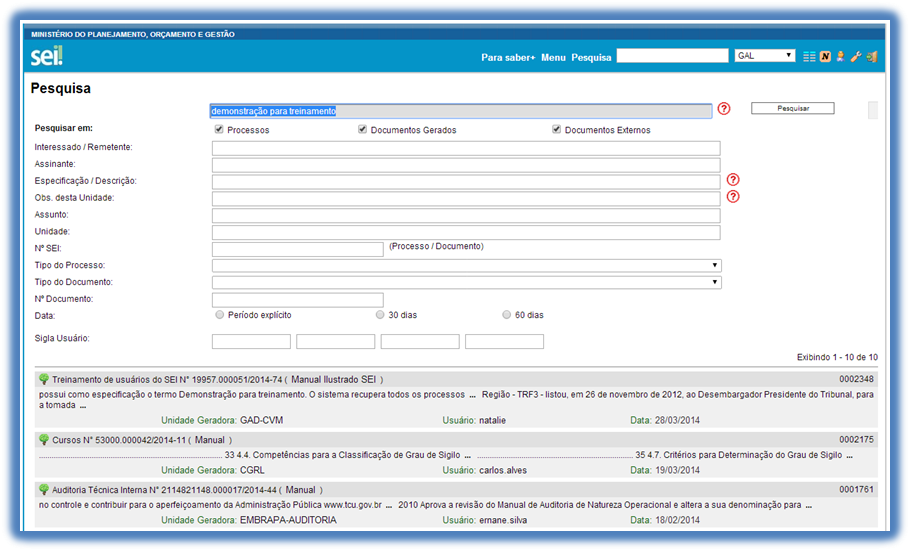 MINISTÉRIO DO PLANEJAMENTO, ORÇAMENTO E GESTÃO
sei! Para saber+ Menu Pesquisa GAL
Pesquisa
demonstração para treinamento ? Pesquisar
Pesquisar em: Processos Documentos Gerados Documentos Externos
Interessado / Remetente:
Assinante:
Especificação / Descrição: ?
Obs. desta Unidade: ?
Assunto:
Unidade:
Nº SEI: (Processo / Documento)
Tipo do Processo:
Tipo do Documento:
Nº Documento:
Data: Período explícito 30 dias 60 dias
Sigla Usuário:
Exibindo 1 - 10 de 10
Treinamento de usuários do SEI N° 19957.000051/2014-74 ( Manual Ilustrado SEI ) 0002348
possui como especificação o termo Demonstração para treinamento. O sistema recupera todos os processos ... Região - TRF3 - listou, em 26 de novembro de 2012, ao Desembargador Presidente do Tribunal, para
a tomada ...
Unidade Geradora: GAD-CVM Usuário: natalie Data: 28/03/2014
Cursos N° 53000.000042/2014-11 ( Manual ) 0002175
........................................................................ 33 4.4. Competências para a Classificação de Grau de Sigilo ... ........................................................................ 35 4.7. Critérios para Determinação do Grau de Sigilo ...
Unidade Geradora: CGRL Usuário: carlos.alves Data: 19/03/2014
Auditoria Técnica Interna N° 2114821148.000017/2014-44 ( Manual ) 0001761
no controle e contribuir para o aperfeiçoamento da Administração Pública www.tcu.gov.br ... 2010 Aprova a revisão do Manual de Auditoria de Natureza Operacional e altera a sua denominação para ...
Unidade Geradora: EMBRAPA-AUDITORIA Usuário: ernane.silva Data: 18/02/2014